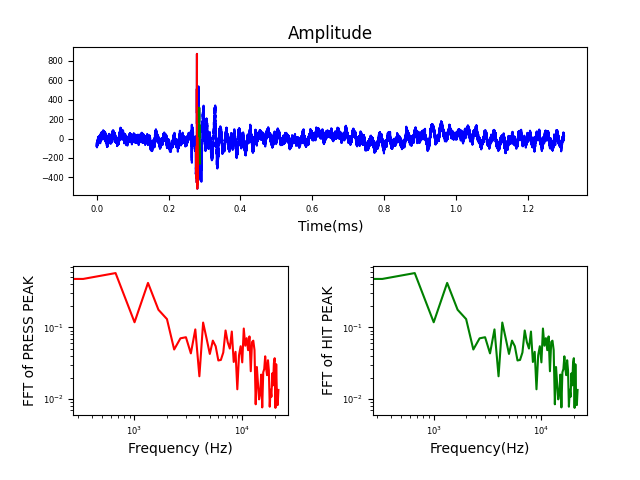 Amplitude
800
600
400
200
0
−200
−400
0.0 0.2 0.4 0.6 0.8 1.0 1.2
Time(ms)
FFT of PRESS PEAK
10⁻¹
10⁻²
10³ 10⁴
Frequency (Hz)
FFT of HIT PEAK
10⁻¹
10⁻²
10³ 10⁴
Frequency(Hz)